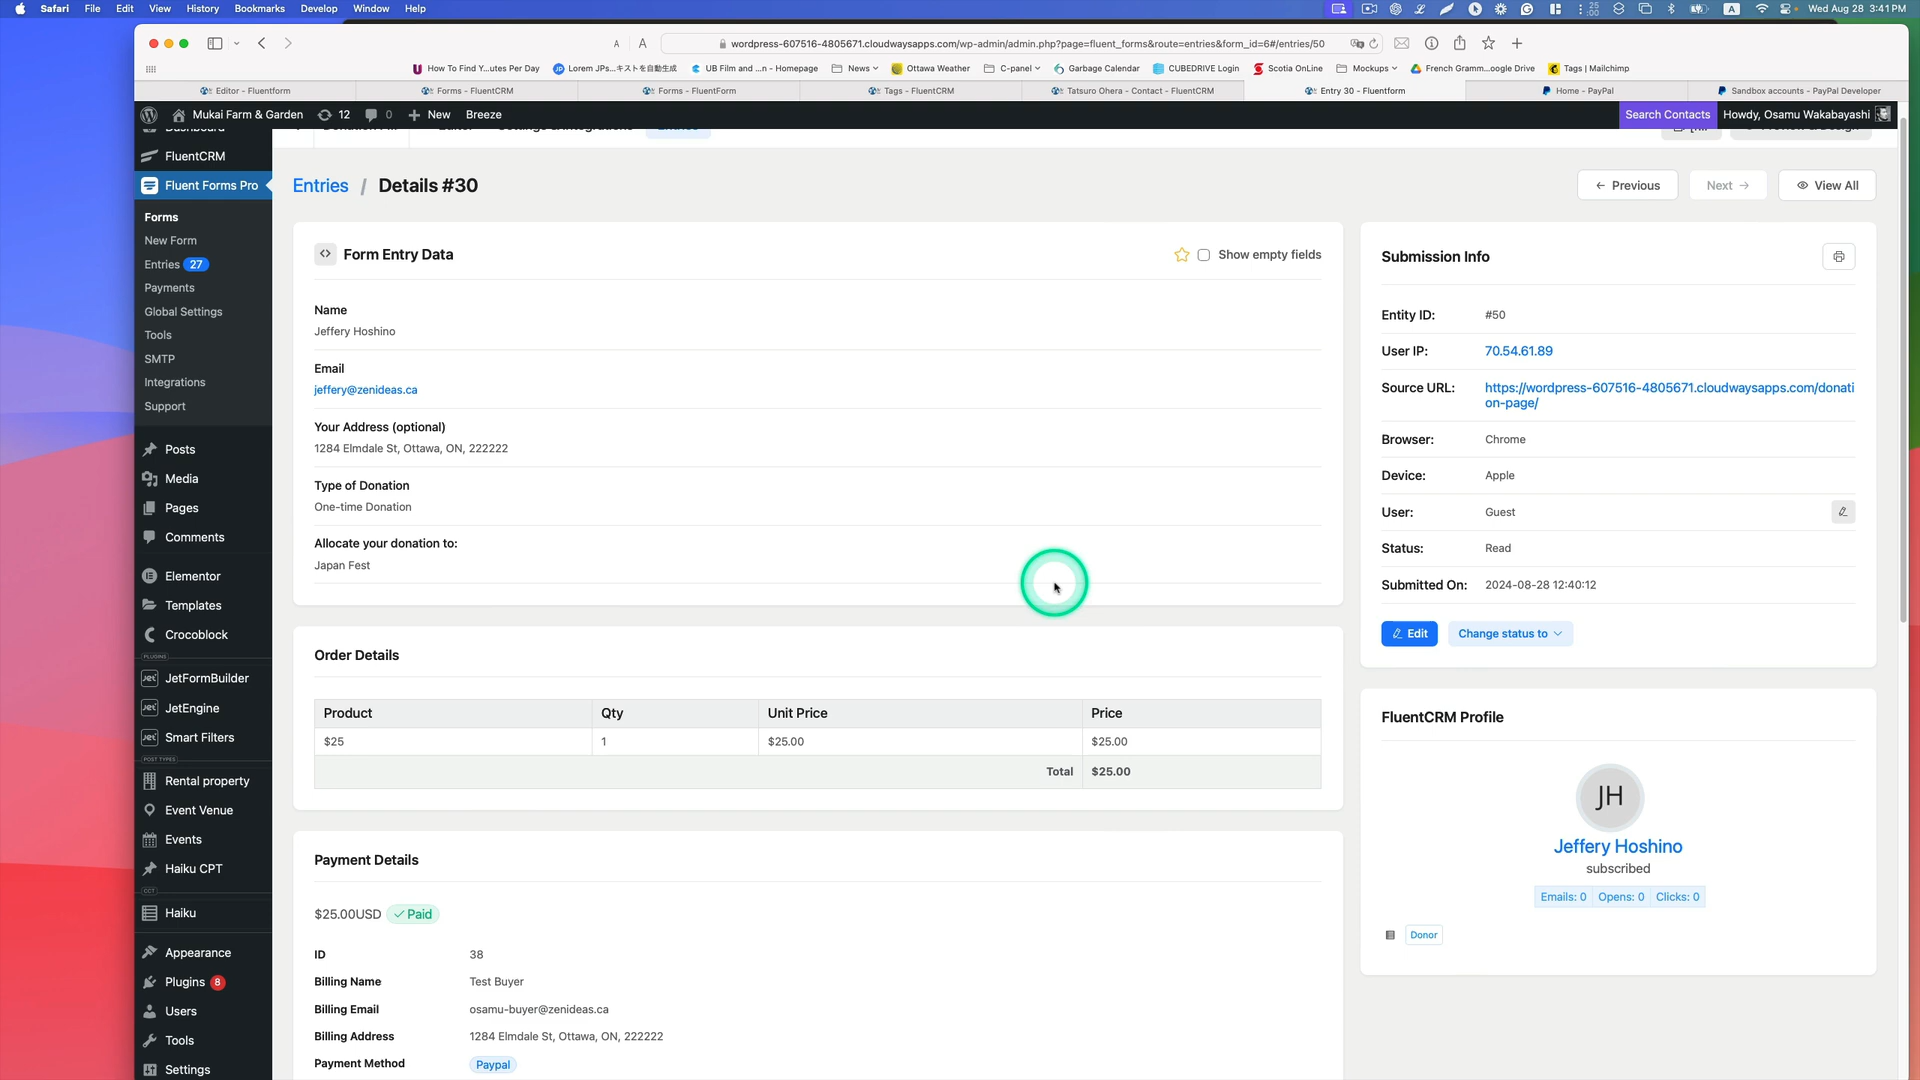 Safari File Edit View History Bookmarks Develop Window Help
25
:00
A
Wed Aug 28 3:41 PM
A A
wordpress-607516-4805671.cloudwaysapps.com/wp-admin/admin.php?page=fluent_forms&route=entries&form_id=6#/entries/50
How To Find Y...utes Per Day
Lorem JPs...キストを自動生成
UB Film and ...n - Homepage
News
Ottawa Weather
C-panel
Garbage Calendar
CUBEDRIVE Login
Scotia OnLine
Mockups
French Gramm...oogle Drive
Tags | Mailchimp
Editor - Fluentform
Forms - FluentCRM
Forms - FluentForm
Tags - FluentCRM
Tatsuro Ohera - Contact - FluentCRM
Entry 30 - Fluentform
Home - PayPal
Sandbox accounts - PayPal Developer
Mukai Farm & Garden
12
0
New
Breeze
Search Contacts
Howdy, Osamu Wakabayashi
Dashboard
FluentCRM
Fluent Forms Pro
Forms
New Form
Entries 27
Payments
Global Settings
Tools
SMTP
Integrations
Support
Posts
Media
Pages
Comments
Elementor
Templates
Crocoblock
PLUGINS
JetFormBuilder
JetEngine
Smart Filters
POST TYPES
Rental property
Event Venue
Events
Haiku CPT
CCT
Haiku
Appearance
Plugins 8
Users
Tools
Settings
Entries / Details #30
← Previous
Next →
View All
Form Entry Data
Show empty fields
Name
Jeffery Hoshino
Email
jeffery@zenideas.ca
Your Address (optional)
1284 Elmdale St, Ottawa, ON, 222222
Type of Donation
One-time Donation
Allocate your donation to:
Japan Fest
Order Details
Product Qty Unit Price Price
$25 1 $25.00 $25.00
Total $25.00
Payment Details
$25.00USD Paid
ID 38
Billing Name Test Buyer
Billing Email osamu-buyer@zenideas.ca
Billing Address 1284 Elmdale St, Ottawa, ON, 222222
Payment Method Paypal
Submission Info
Entity ID: #50
User IP: 70.54.61.89
Source URL: https://wordpress-607516-4805671.cloudwaysapps.com/donati
on-page/
Browser: Chrome
Device: Apple
User: Guest
Status: Read
Submitted On: 2024-08-28 12:40:12
Edit
Change status to
FluentCRM Profile
JH
Jeffery Hoshino
subscribed
Emails: 0 Opens: 0 Clicks: 0
Donor